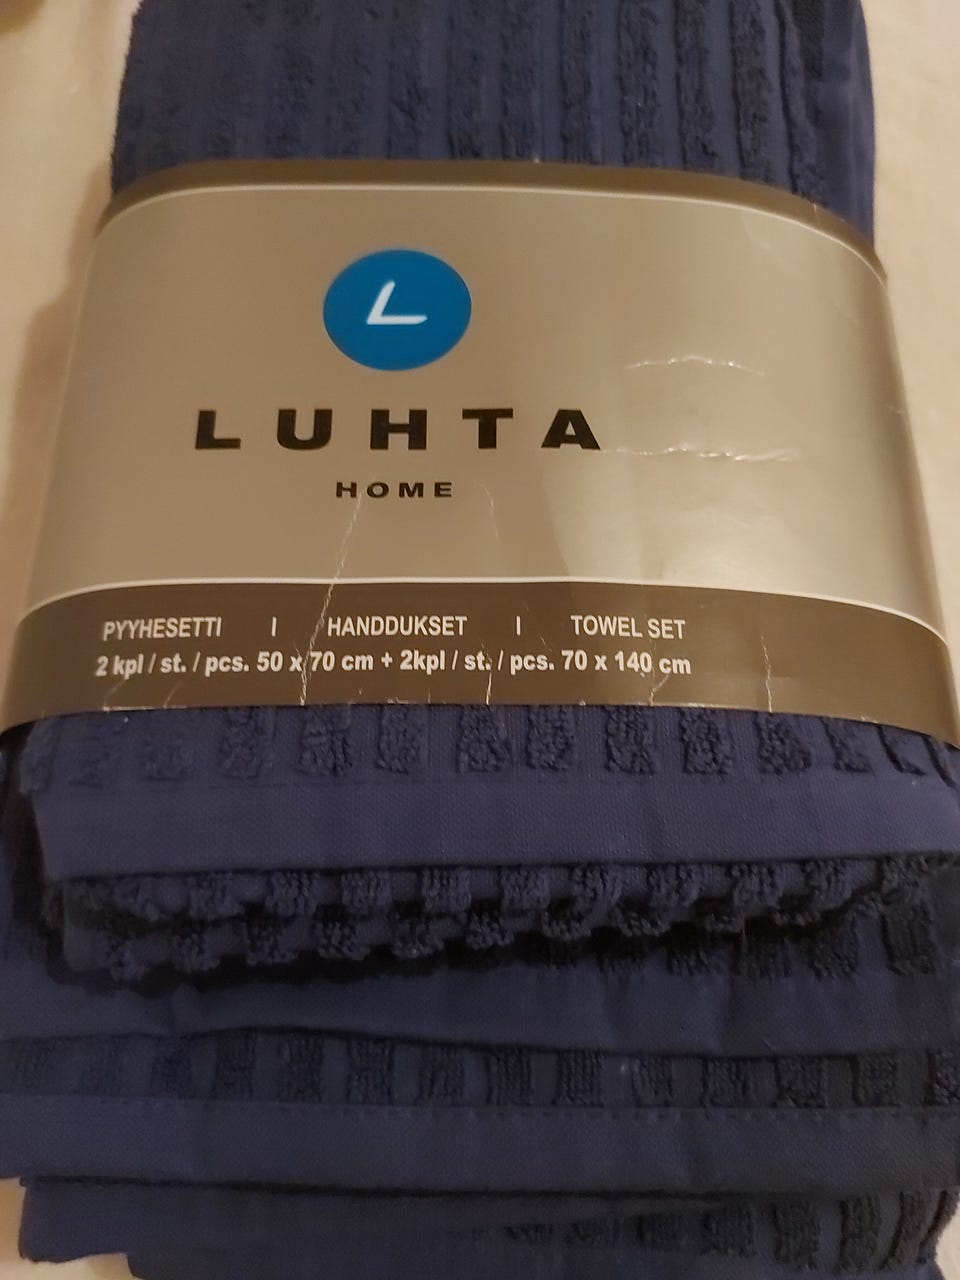 L
LUHTA
HOME
PYYHESETTI | HANDDUKSET | TOWEL SET
2 kpl / st. / pcs. 50 x 70 cm + 2kpl / st. / pcs. 70 x 140 cm